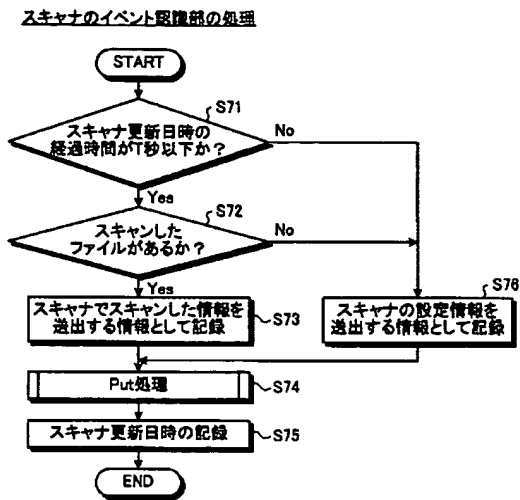 スキャナのイベント認識部の処理
START
S71
スキャナ更新日時の
経過時間がT秒以下か?
No
Yes
S72
スキャンした
ファイルがあるか?
No
Yes
スキャナでスキャンした情報を
送出する情報として記録
S73
S76
スキャナの設定情報を
送出する情報として記録
Put処理
S74
スキャナ更新日時の記録
S75
END